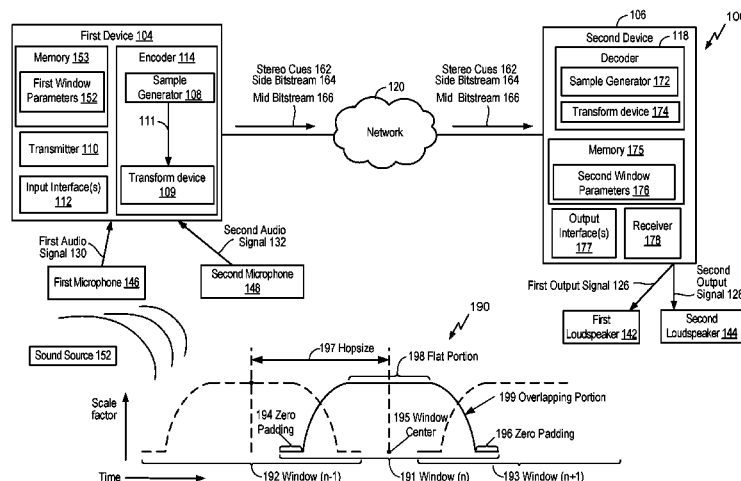 100
106
First Device 104
Memory 153
First Window
Parameters 152
Transmitter 110
Input Interface(s)
112
Encoder 114
Sample
Generator 108
111
Transform device
109
Stereo Cues 162
Side Bitstream 164
Mid Bitstream 166
120
Network
Stereo Cues 162
Side Bitstream 164
Mid Bitstream 166
Second Device
118
Decoder
Sample Generator 172
Transform device 174
Memory 175
Second Window
Parameters 176
Output
Interface(s)
177
Receiver
178
First Audio
Signal 130
Second Audio
Signal 132
First Microphone 146
Second Microphone
148
First Output Signal 126
Second
Output
Signal 128
First
Loudspeaker 142
Second
Loudspeaker 144
Sound Source 152
190
197 Hopsize
198 Flat Portion
Scale
factor
194 Zero
Padding
195 Window
Center
199 Overlapping Portion
196 Zero Padding
Time
192 Window (n-1)
191 Window (n)
193 Window (n+1)